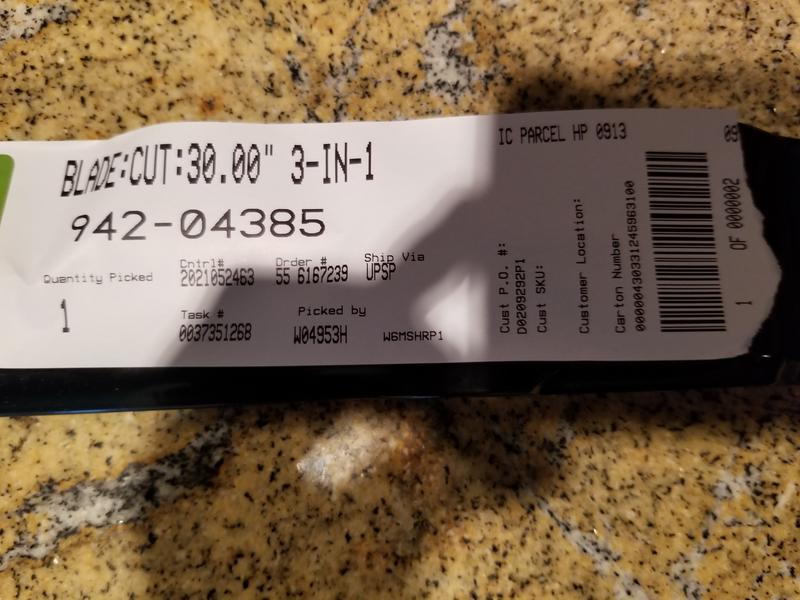 BLADE:CUT:30.00" 3-IN-1
942-04385
Quantity Picked
1
Cntrl#
2021052463
Order #
55 6167239
Ship Via
UPSP
Task #
0037351268
Picked by
W04953H
W6MSHRP1
IC PARCEL HP 0913
09
Cust P.O. #:
D0209292P1
Cust SKU:
Customer Location:
Carton Number
00000430331245963100
1 OF 0000002